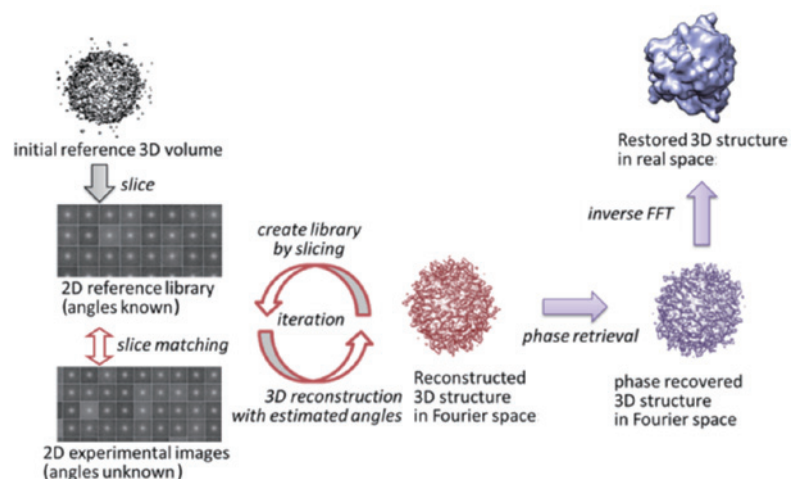 initial reference 3D volume
slice
2D reference library
(angles known)
slice matching
2D experimental images
(angles unknown)
create library
by slicing
iteration
3D reconstruction
with estimated angles
Reconstructed
3D structure
in Fourier space
phase retrieval
phase recovered
3D structure
in Fourier space
inverse FFT
Restored 3D structure
in real space